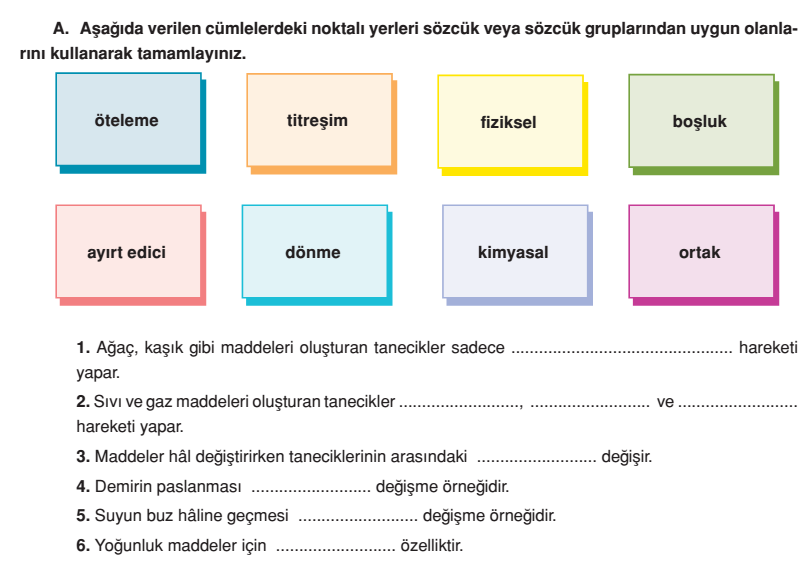 A. Aşağıda verilen cümlelerdeki noktalı yerleri sözcük veya sözcük gruplarından uygun olanla-
rını kullanarak tamamlayınız.
öteleme titreşim fiziksel boşluk
ayırt edici dönme kimyasal ortak
1. Ağaç, kaşık gibi maddeleri oluşturan tanecikler sadece ................................................ hareketi
yapar.
2. Sıvı ve gaz maddeleri oluşturan tanecikler .........................., .......................... ve ..........................
hareketi yapar.
3. Maddeler hâl değiştirirken taneciklerinin arasındaki .......................... değişir.
4. Demirin paslanması .......................... değişme örneğidir.
5. Suyun buz hâline geçmesi .......................... değişme örneğidir.
6. Yoğunluk maddeler için .......................... özelliktir.